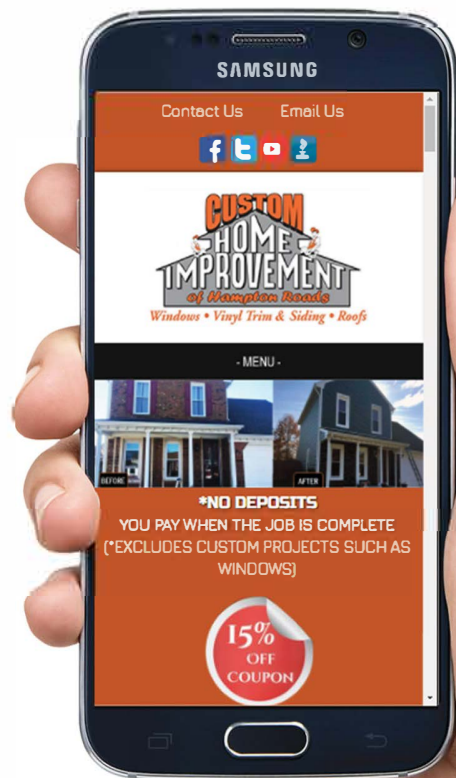 SAMSUNG
Contact Us Email Us
CUSTOM
HOME
IMPROVEMENT
of Hampton Roads
Windows • Vinyl Trim & Siding • Roofs
- MENU -
BEFORE AFTER
*NO DEPOSITS
YOU PAY WHEN THE JOB IS COMPLETE
(*EXCLUDES CUSTOM PROJECTS SUCH AS
WINDOWS)
15%
OFF
COUPON